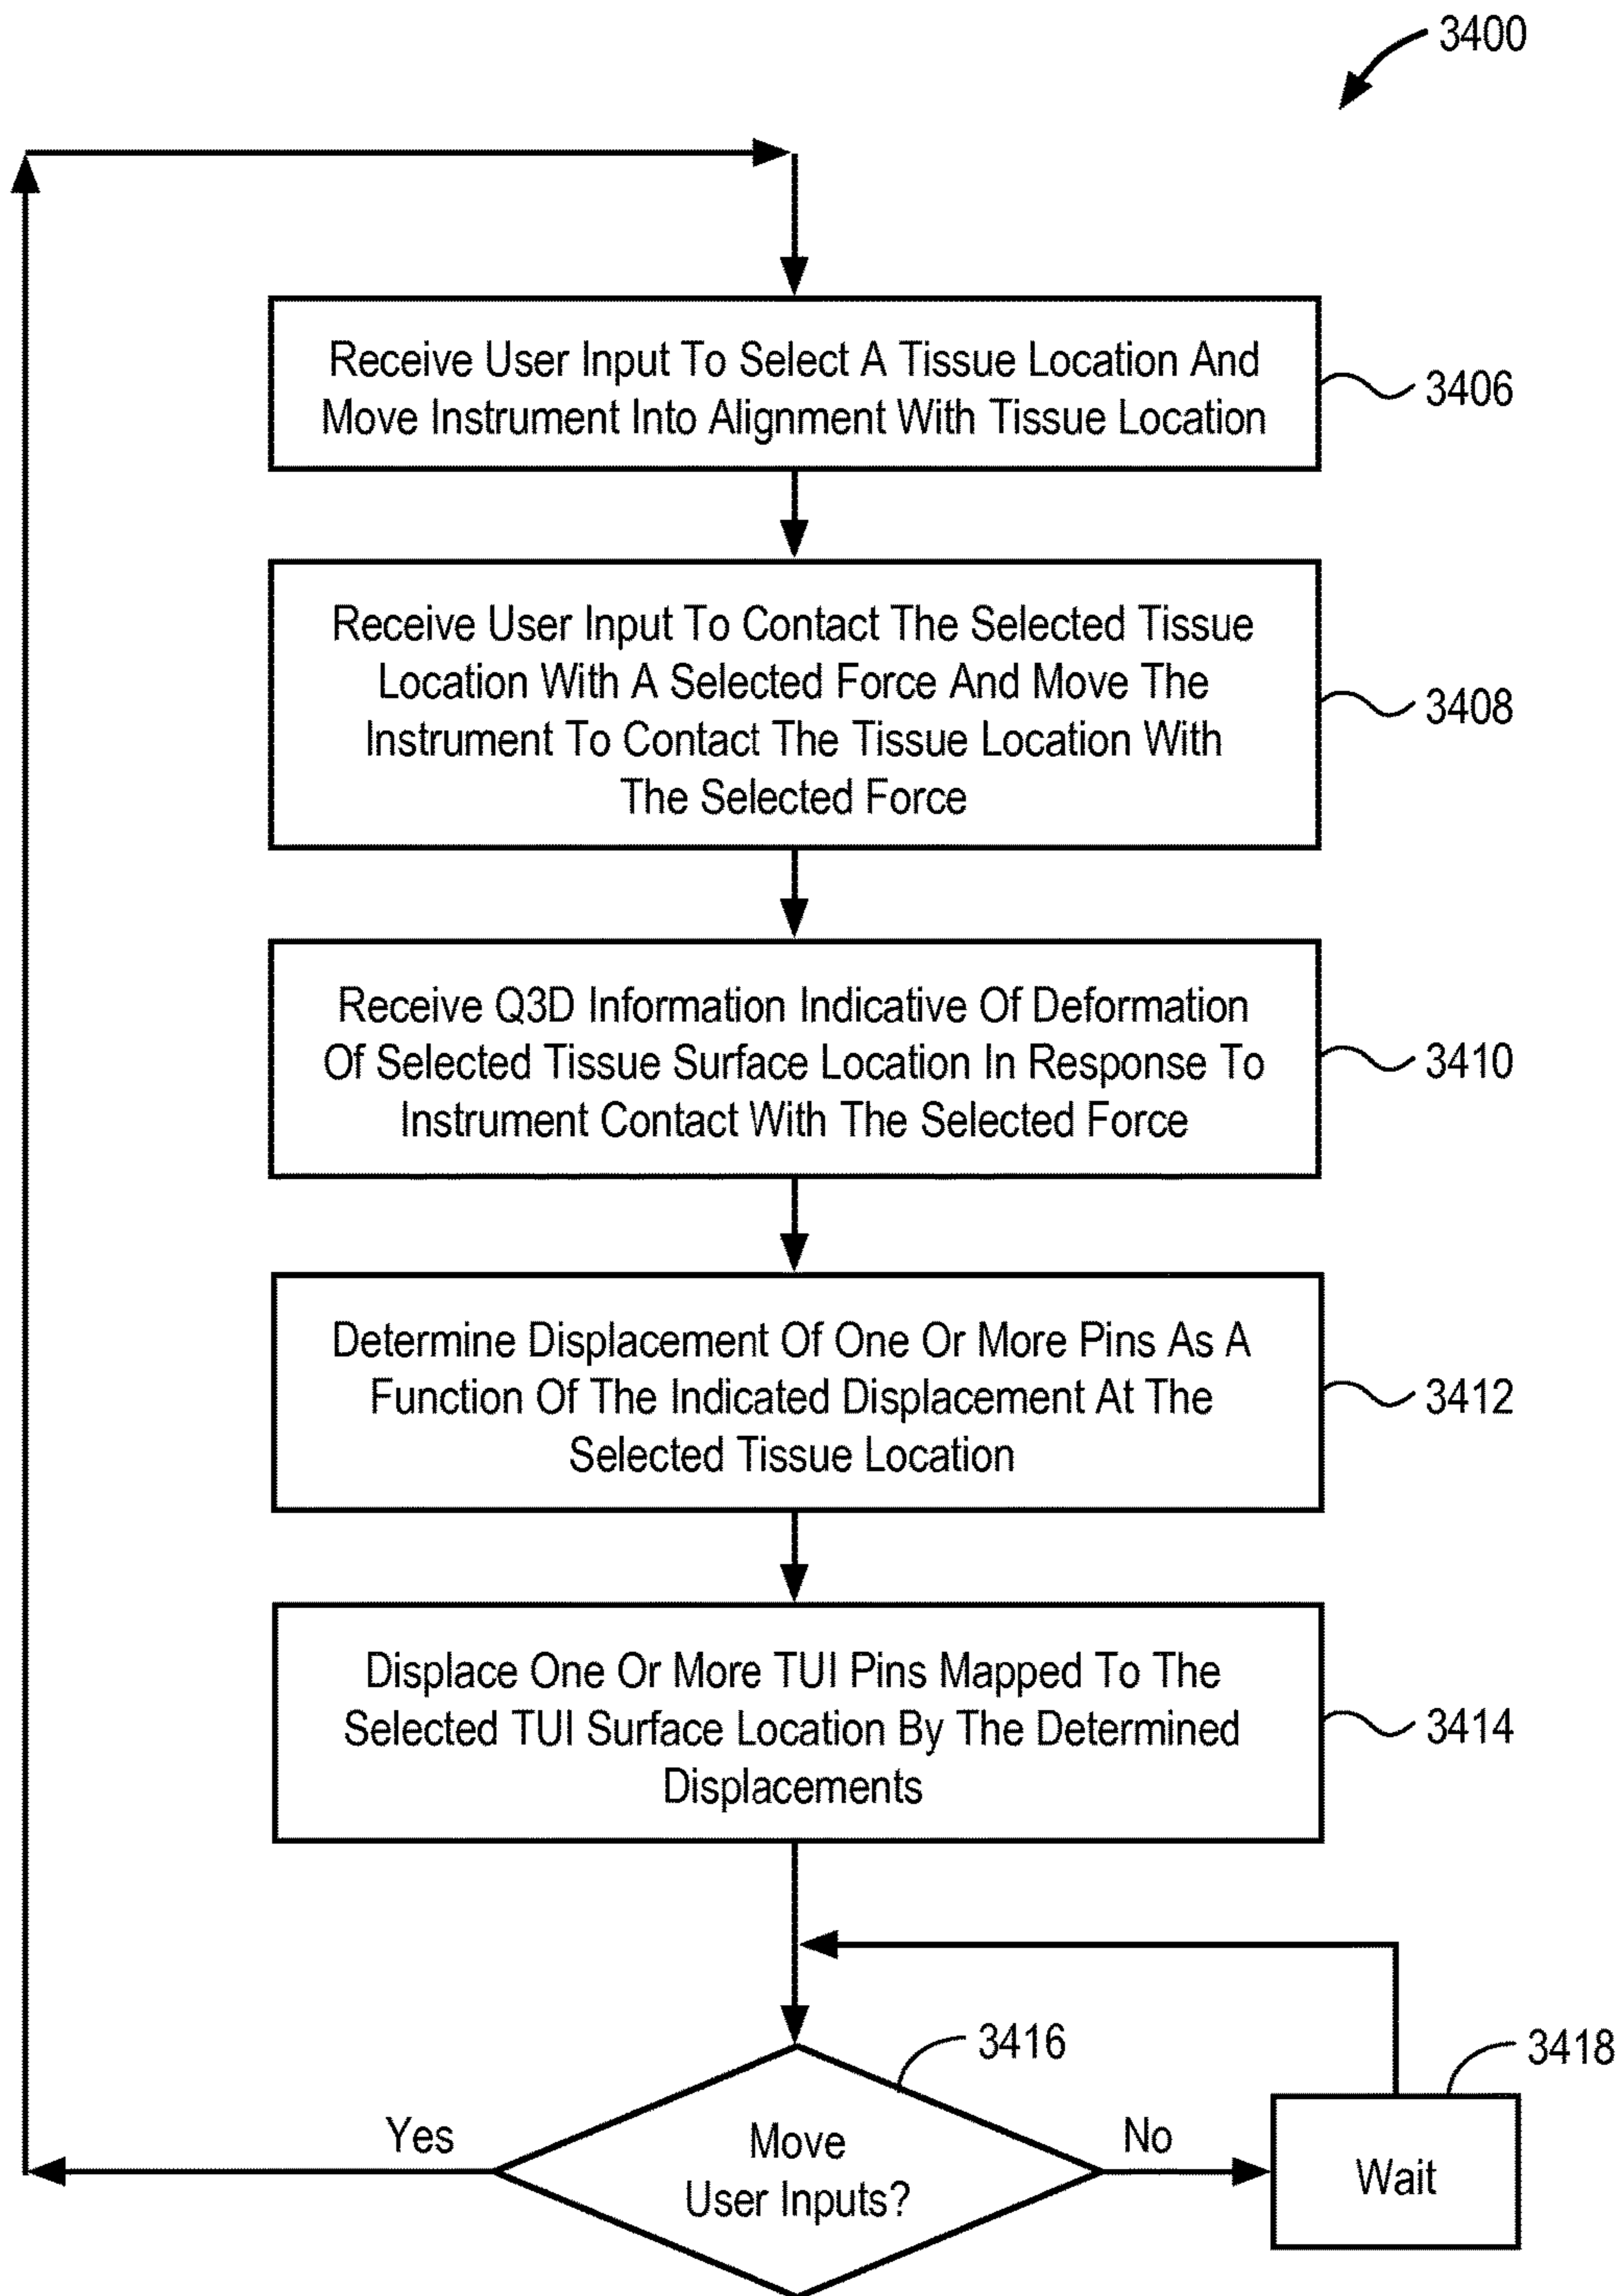 3400
Receive User Input To Select A Tissue Location And
Move Instrument Into Alignment With Tissue Location
3406
Receive User Input To Contact The Selected Tissue
Location With A Selected Force And Move The
Instrument To Contact The Tissue Location With
The Selected Force
3408
Receive Q3D Information Indicative Of Deformation
Of Selected Tissue Surface Location In Response To
Instrument Contact With The Selected Force
3410
Determine Displacement Of One Or More Pins As A
Function Of The Indicated Displacement At The
Selected Tissue Location
3412
Displace One Or More TUI Pins Mapped To The
Selected TUI Surface Location By The Determined
Displacements
3414
3416
3418
Yes
Move
User Inputs?
No
Wait